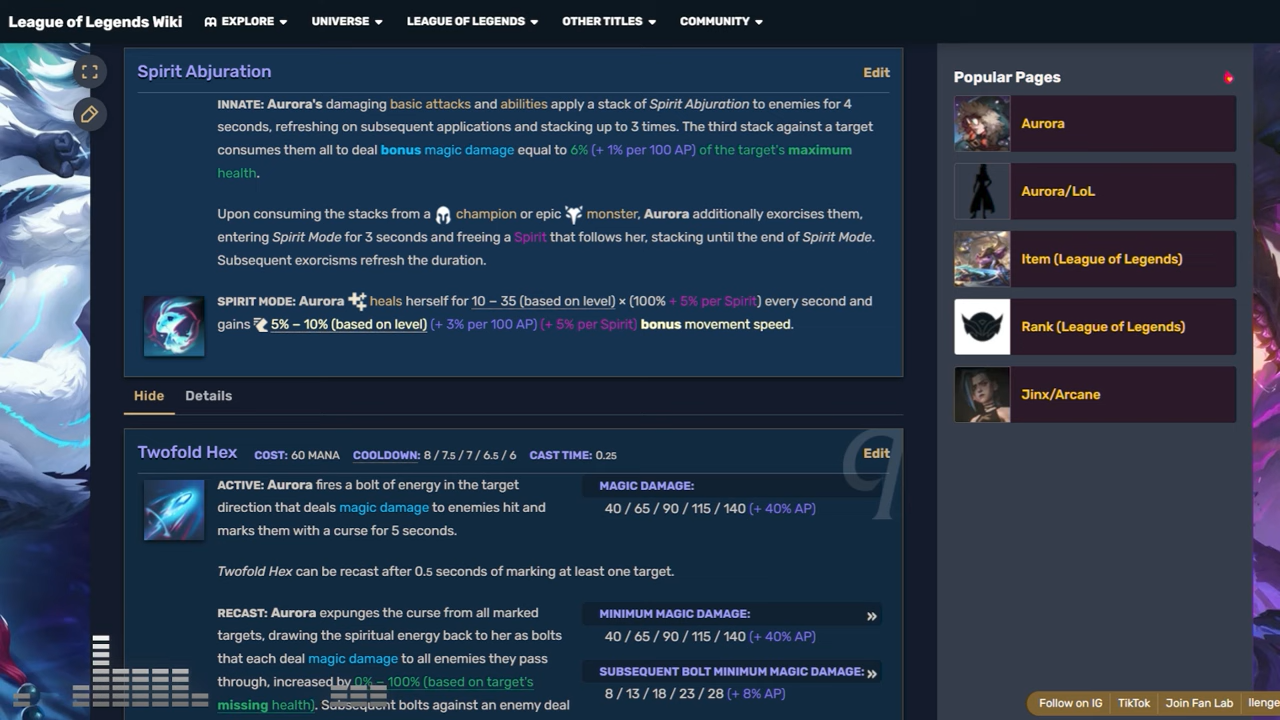 League of Legends Wiki
EXPLORE
UNIVERSE
LEAGUE OF LEGENDS
OTHER TITLES
COMMUNITY
Spirit Abjuration
Edit
INNATE: Aurora's damaging basic attacks and abilities apply a stack of Spirit Abjuration to enemies for 4
seconds, refreshing on subsequent applications and stacking up to 3 times. The third stack against a target
consumes them all to deal bonus magic damage equal to 6% (+ 1% per 100 AP) of the target's maximum
health.
Upon consuming the stacks from a champion or epic monster, Aurora additionally exorcises them,
entering Spirit Mode for 3 seconds and freeing a Spirit that follows her, stacking until the end of Spirit Mode.
Subsequent exorcisms refresh the duration.
SPIRIT MODE: Aurora heals herself for 10 – 35 (based on level) × (100% + 5% per Spirit) every second and
gains 5% – 10% (based on level) (+ 3% per 100 AP) (+ 5% per Spirit) bonus movement speed.
Hide
Details
Twofold Hex
COST: 60 MANA
COOLDOWN: 8 / 7.5 / 7 / 6.5 / 6
CAST TIME: 0.25
Edit
q
ACTIVE: Aurora fires a bolt of energy in the target
direction that deals magic damage to enemies hit and
marks them with a curse for 5 seconds.
MAGIC DAMAGE:
40 / 65 / 90 / 115 / 140 (+ 40% AP)
Twofold Hex can be recast after 0.5 seconds of marking at least one target.
RECAST: Aurora expunges the curse from all marked
targets, drawing the spiritual energy back to her as bolts
that each deal magic damage to all enemies they pass
through, increased by 0% – 100% (based on target's
missing health). Subsequent bolts against an enemy deal
MINIMUM MAGIC DAMAGE: »
40 / 65 / 90 / 115 / 140 (+ 40% AP)
SUBSEQUENT BOLT MINIMUM MAGIC DAMAGE: »
8 / 13 / 18 / 23 / 28 (+ 8% AP)
Popular Pages
Aurora
Aurora/LoL
Item (League of Legends)
Rank (League of Legends)
Jinx/Arcane
Follow on IG
TikTok
Join Fan Lab
llenge